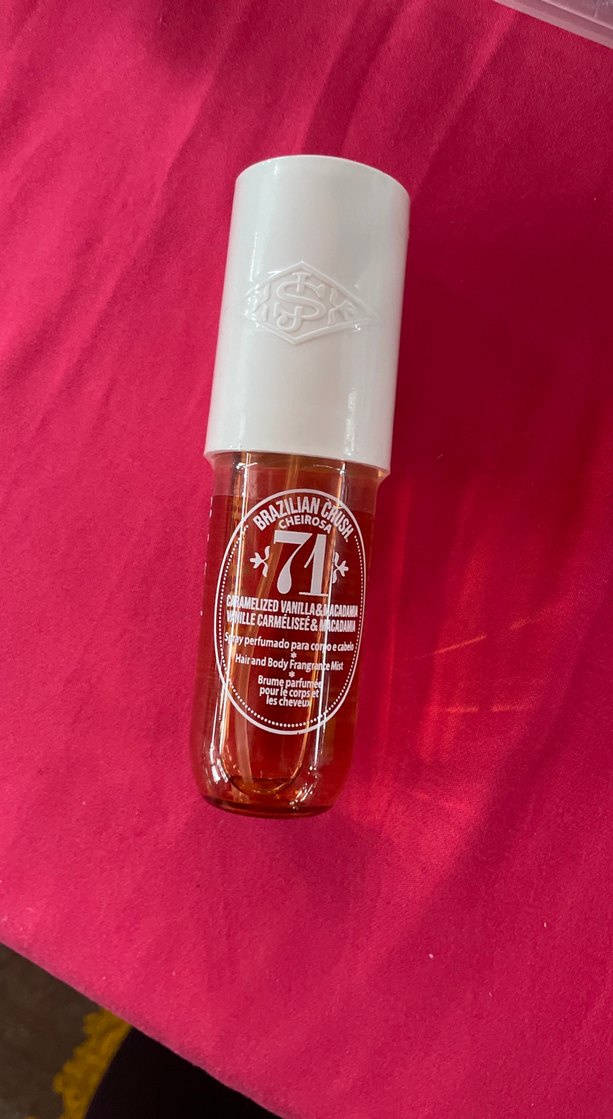 BRAZILIAN CRUSH
CHEIROSA
71
CARAMELIZED VANILLA & MACADAMIA
VANILLE CARMÉLISEÉ & MACADAMIA
Spray perfumado para corpo e cabelo
Hair and Body Frangrance Mist
Brume parfumée
pour le corps et
les cheveux